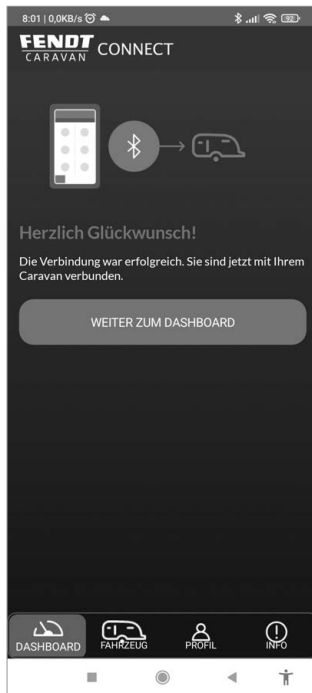 8:01 | 0,0KB/s
92
FENDT
CARAVAN
CONNECT
Herzlich Glückwunsch!
Die Verbindung war erfolgreich. Sie sind jetzt mit Ihrem
Caravan verbunden.
WEITER ZUM DASHBOARD
DASHBOARD FAHRZEUG PROFIL INFO